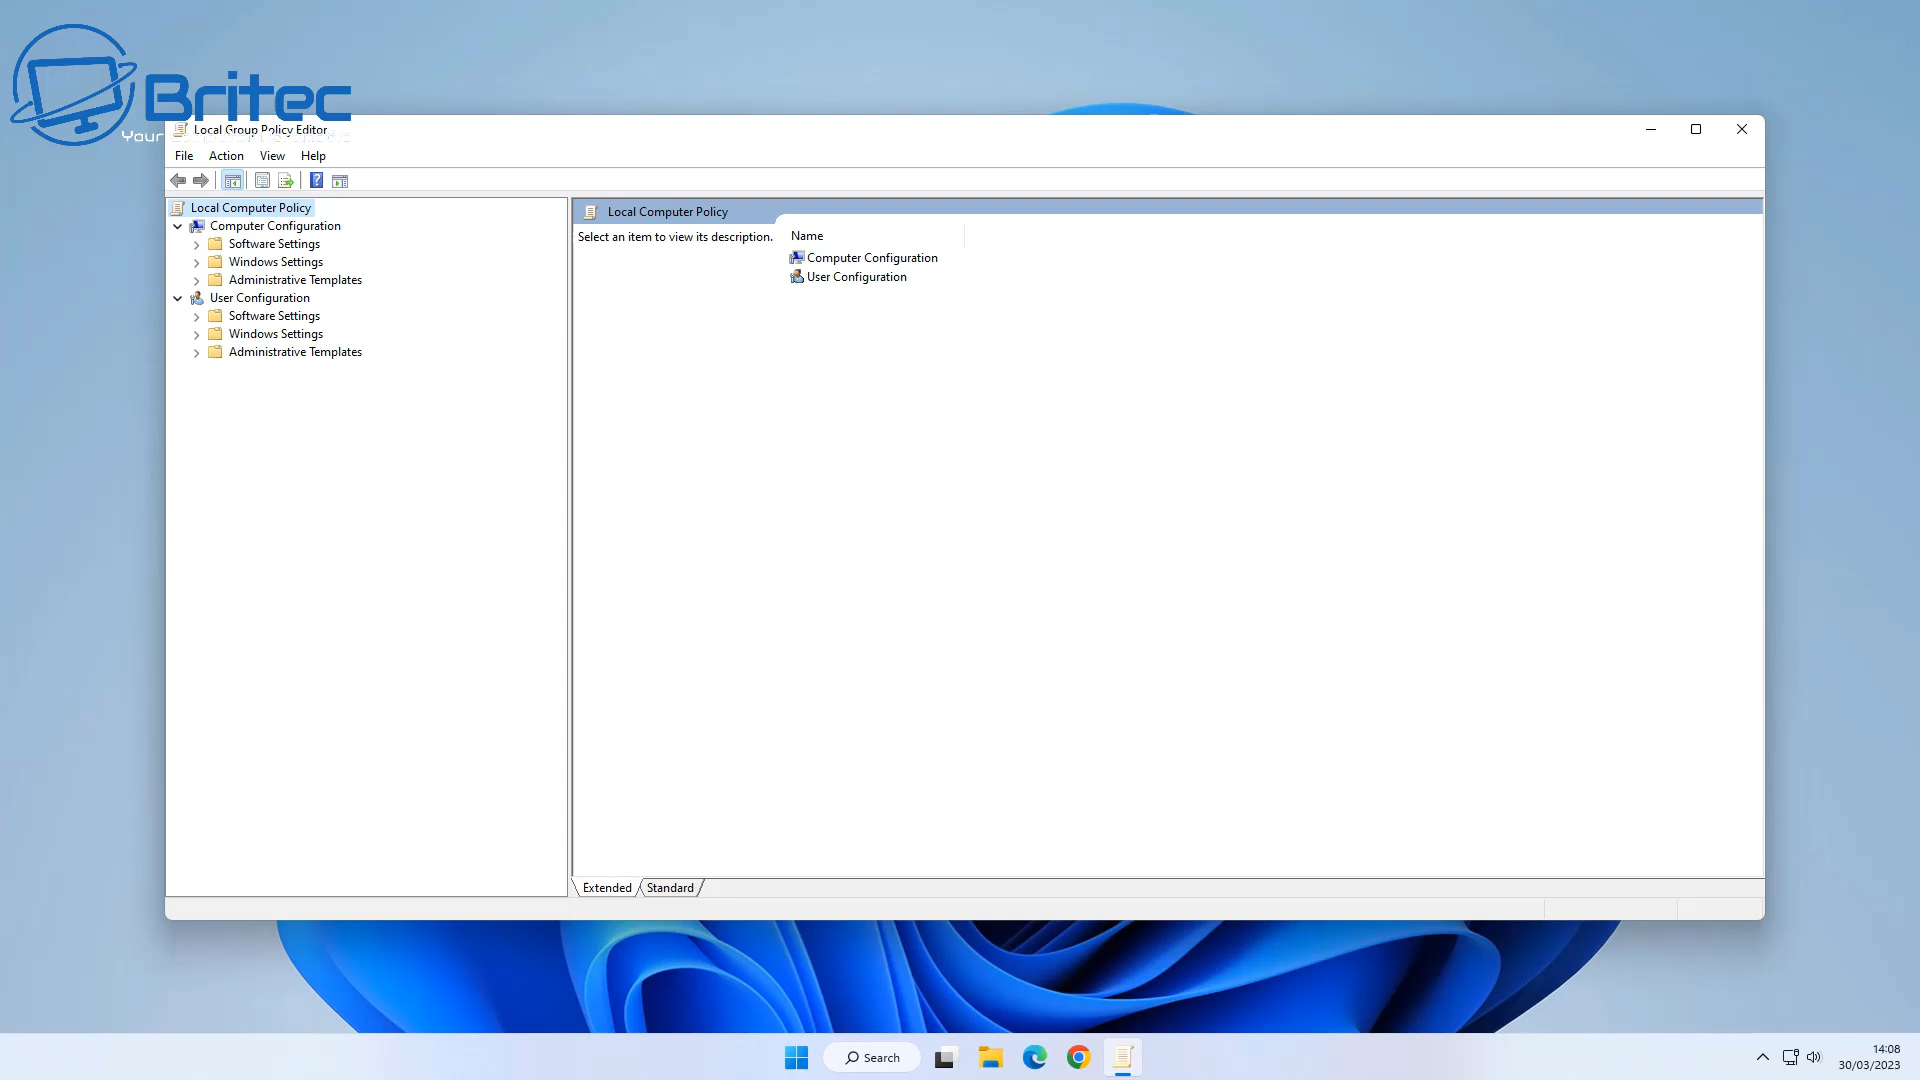 Britec
Your
Local Group Policy Editor
File Action View Help
Local Computer Policy
Computer Configuration
Software Settings
Windows Settings
Administrative Templates
User Configuration
Software Settings
Windows Settings
Administrative Templates
Local Computer Policy
Select an item to view its description.
Name
Computer Configuration
User Configuration
Extended
Standard
Search
14:08
30/03/2023